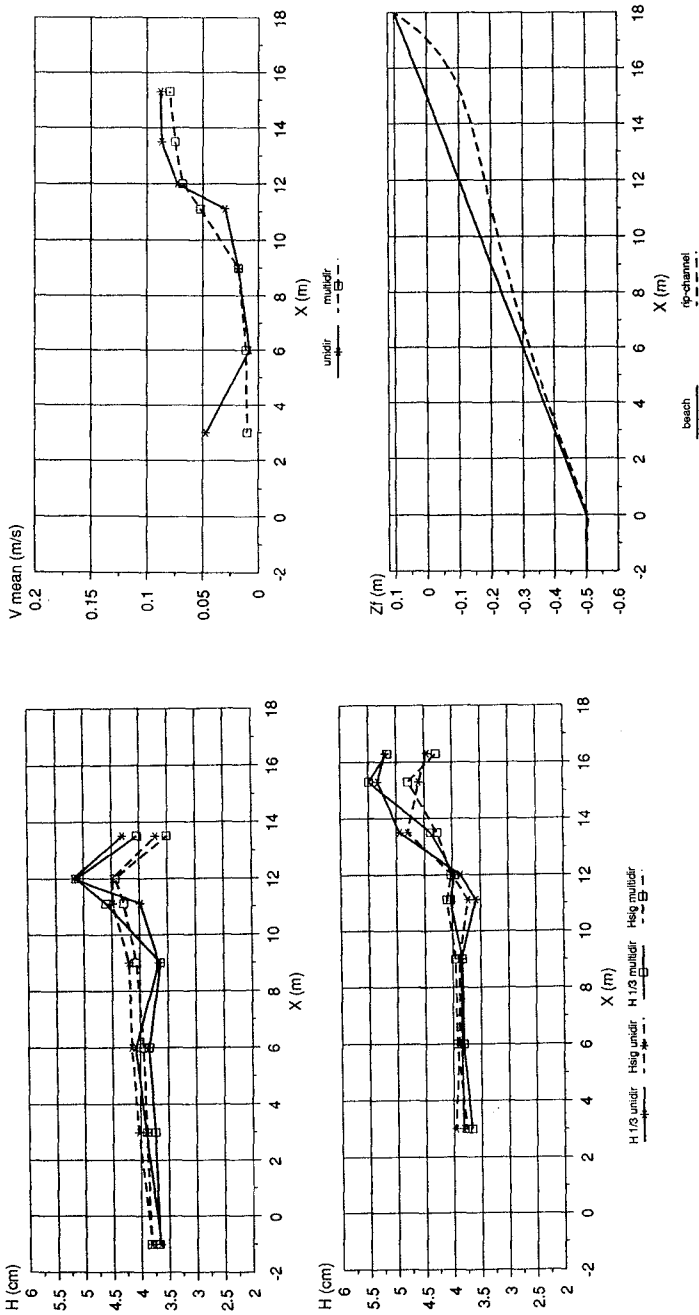 H (cm)
6
5.5
5
4.5
4
3.5
3
2.5
2
-2 0 2 4 6 8 10 12 14 16 18
X (m)
V mean (m/s)
0.2
0.15
0.1
0.05
0
-2 0 2 4 6 8 10 12 14 16 18
X (m)
unidir multidir
H (cm)
6
5.5
5
4.5
4
3.5
3
2.5
2
-2 0 2 4 6 8 10 12 14 16 18
X (m)
H 1/3 unidir Hsig unidir H 1/3 multidir Hsig multidir
Zf (m)
0.1
0
-0.1
-0.2
-0.3
-0.4
-0.5
-0.6
-2 0 2 4 6 8 10 12 14 16 18
X (m)
beach rip-channel